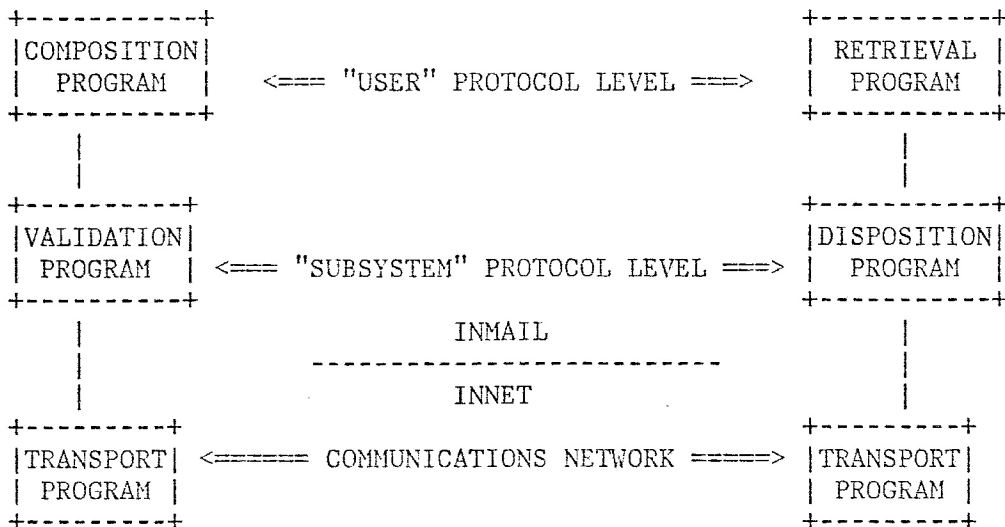 COMPOSITION RETRIEVAL
PROGRAM <=== "USER" PROTOCOL LEVEL ===> PROGRAM
VALIDATION DISPOSITION
PROGRAM <=== "SUBSYSTEM" PROTOCOL LEVEL ===> PROGRAM
INMAIL
INNET
TRANSPORT <====== COMMUNICATIONS NETWORK =====> TRANSPORT
PROGRAM PROGRAM